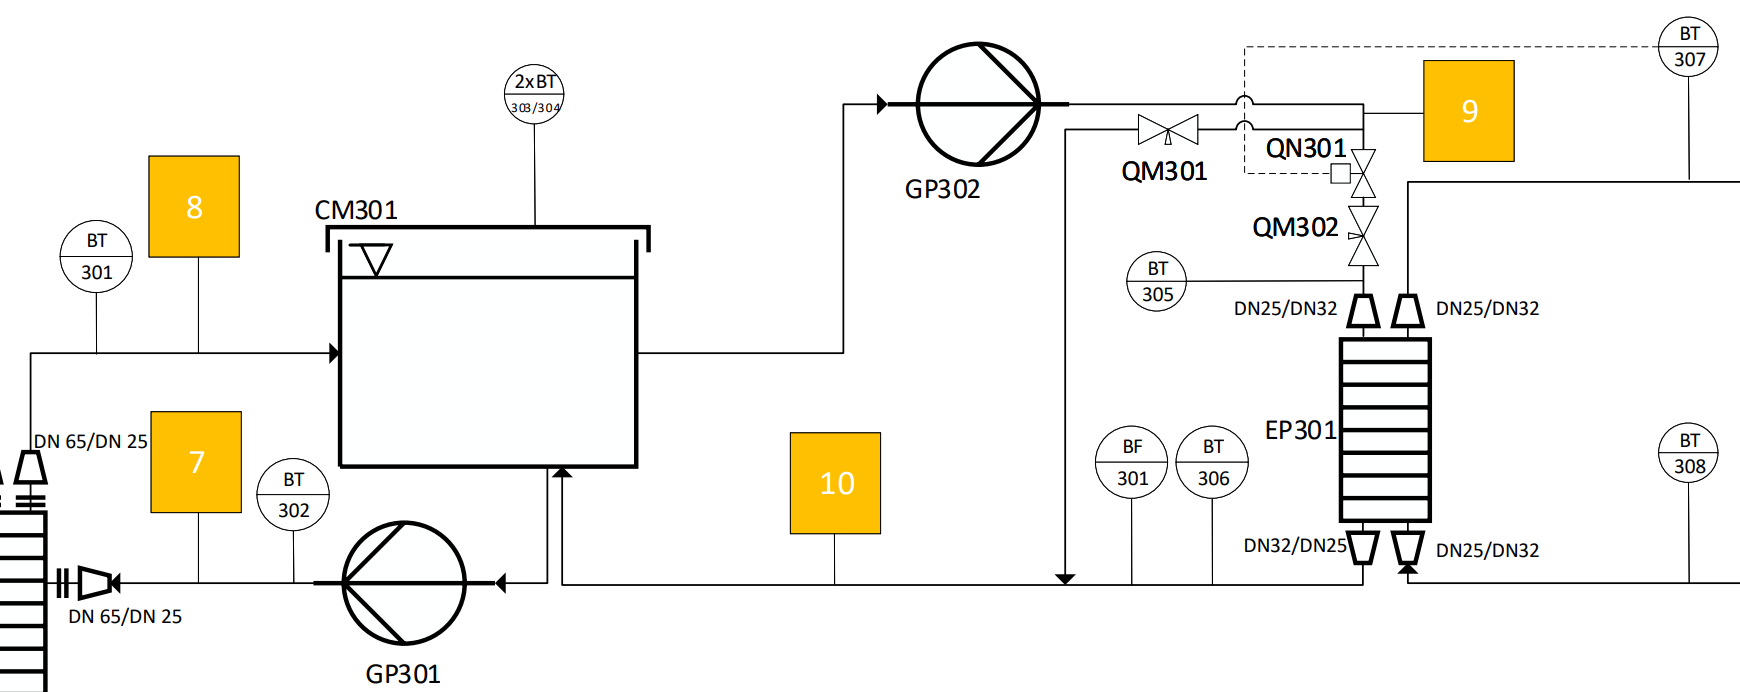 BT
307
2xBT
303/304
9
QN301
8
QM301
GP302
CM301
QM302
BT
301
BT
305
DN25/DN32
DN25/DN32
DN 65/DN 25
7
EP301
BF
301
BT
306
BT
308
10
BT
302
DN32/DN25
DN25/DN32
DN 65/DN 25
GP301